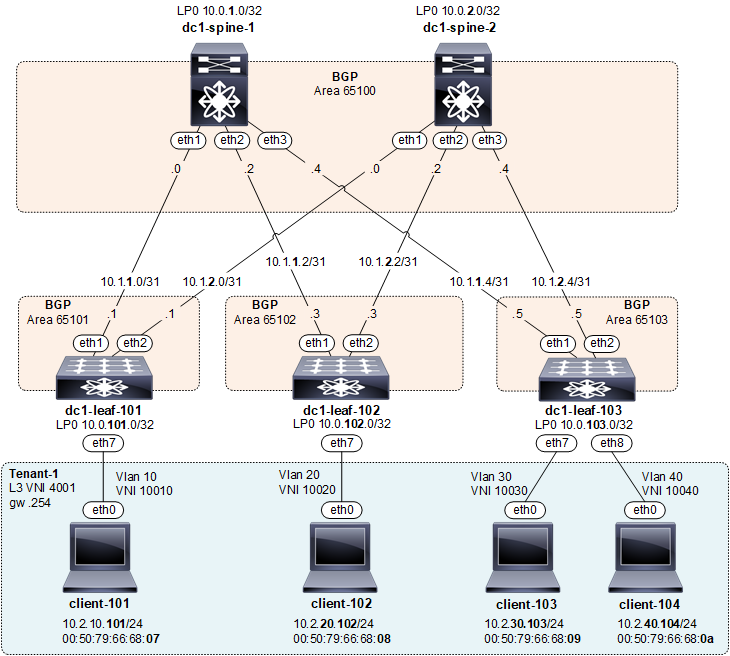 LP0 10.0.1.0/32
dc1-spine-1
LP0 10.0.2.0/32
dc1-spine-2
BGP
Area 65100
eth1
eth2
eth3
eth1
eth2
eth3
.0
.2
.4
.0
.2
.4
10.1.1.0/31
10.1.2.0/31
10.1.1.2/31
10.1.2.2/31
10.1.1.4/31
10.1.2.4/31
BGP
Area 65101
.1
.1
eth1
eth2
BGP
Area 65102
.3
.3
eth1
eth2
BGP
Area 65103
.5
.5
eth1
eth2
dc1-leaf-101
LP0 10.0.101.0/32
eth7
dc1-leaf-102
LP0 10.0.102.0/32
eth7
dc1-leaf-103
LP0 10.0.103.0/32
eth7
eth8
Tenant-1
L3 VNI 4001
gw .254
Vlan 10
VNI 10010
Vlan 20
VNI 10020
Vlan 30
VNI 10030
Vlan 40
VNI 10040
eth0
eth0
eth0
eth0
client-101
10.2.10.101/24
00:50:79:66:68:07
client-102
10.2.20.102/24
00:50:79:66:68:08
client-103
10.2.30.103/24
00:50:79:66:68:09
client-104
10.2.40.104/24
00:50:79:66:68:0a